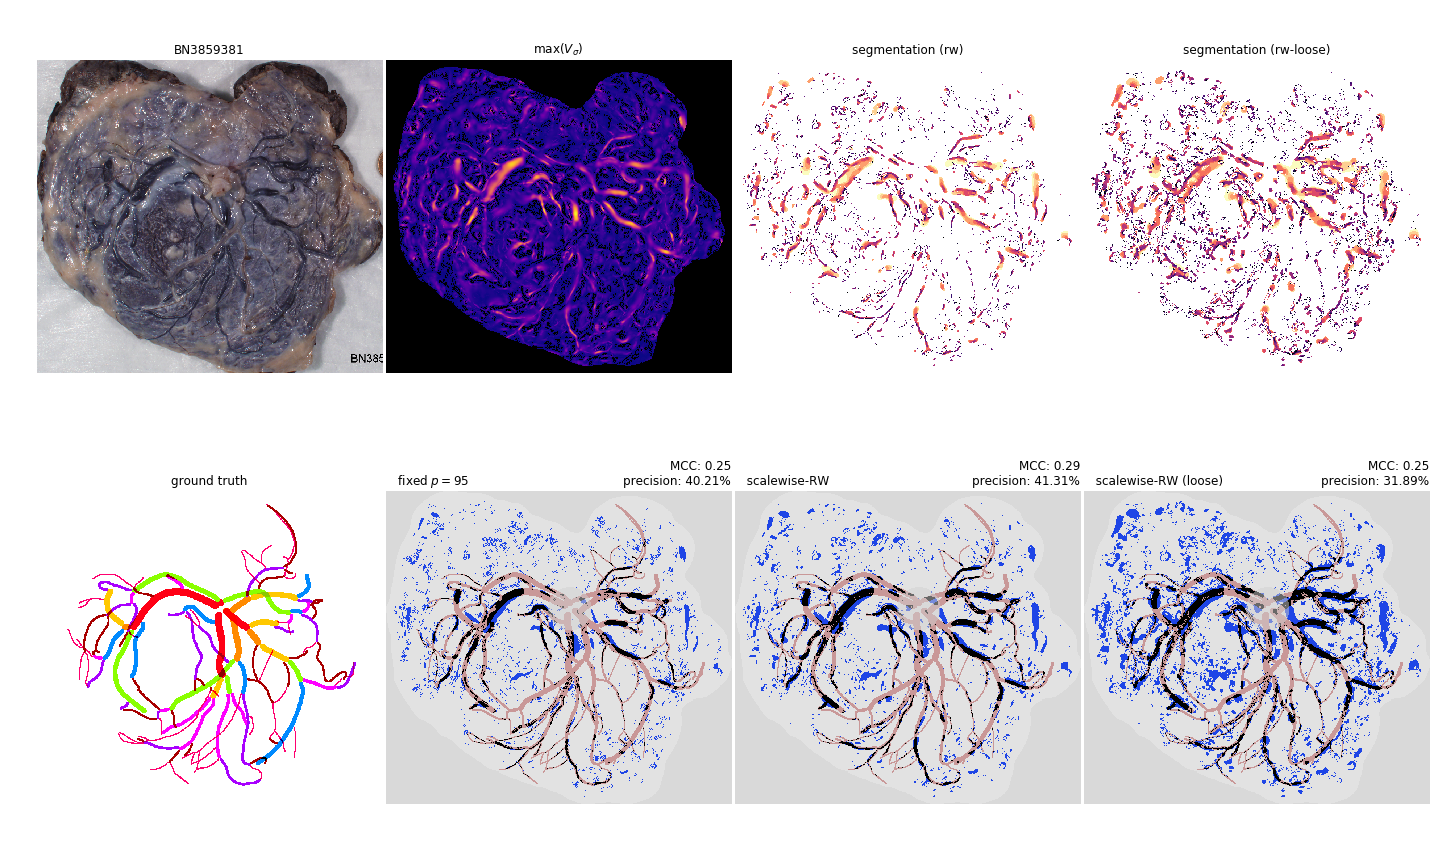 BN3859381
max(V_σ)
segmentation (rw)
segmentation (rw-loose)
BN385
ground truth
fixed p = 95
MCC: 0.25
precision: 40.21%
scalewise-RW
MCC: 0.29
precision: 41.31%
scalewise-RW (loose)
MCC: 0.25
precision: 31.89%